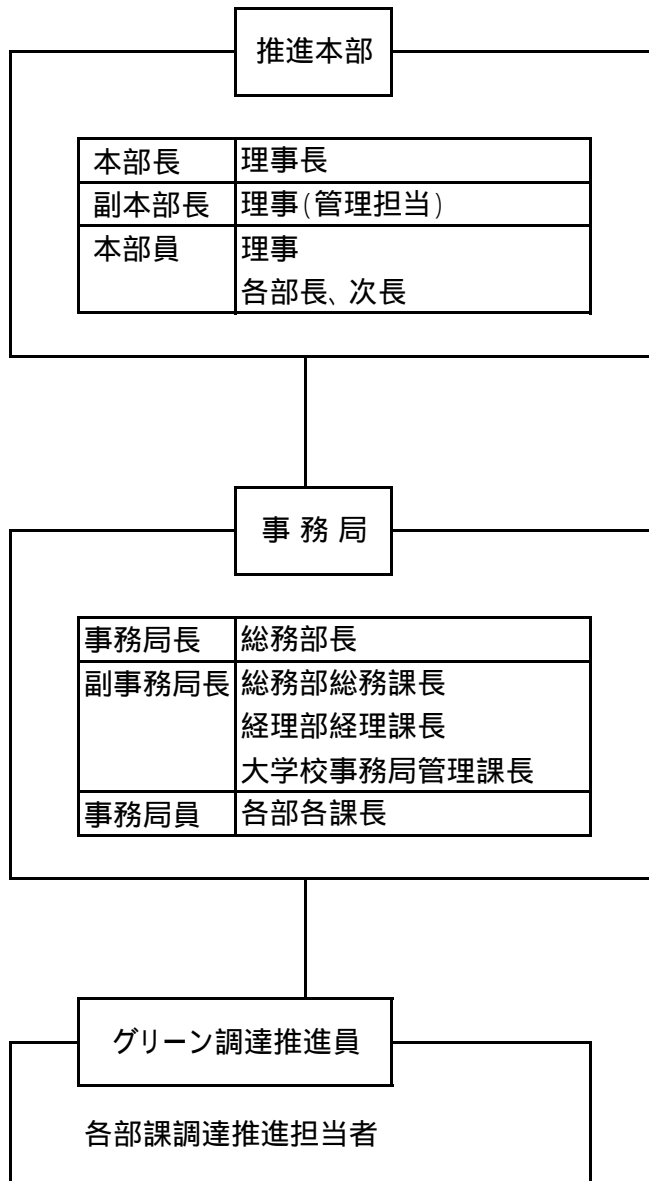 推進本部
本部長 理事長
副本部長 理事(管理担当)
本部員 理事
各部長、次長
事務局
事務局長 総務部長
副事務局長 総務部総務課長
経理部経理課長
大学校事務局管理課長
事務局員 各部各課長
グリーン調達推進員
各部課調達推進担当者